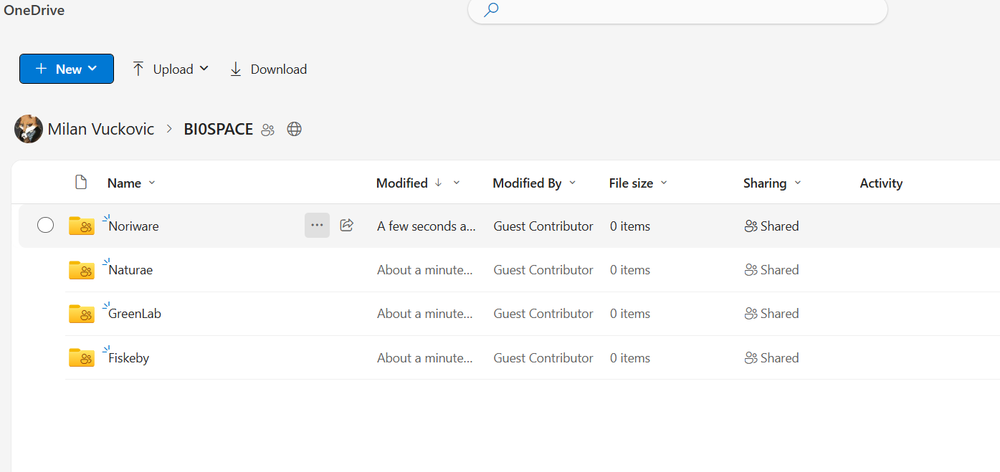 OneDrive
New Upload Download
Milan Vuckovic > BI0SPACE
Name Modified Modified By File size Sharing Activity
Noriware A few seconds a... Guest Contributor 0 items Shared
Naturae About a minute... Guest Contributor 0 items Shared
GreenLab About a minute... Guest Contributor 0 items Shared
Fiskeby About a minute... Guest Contributor 0 items Shared